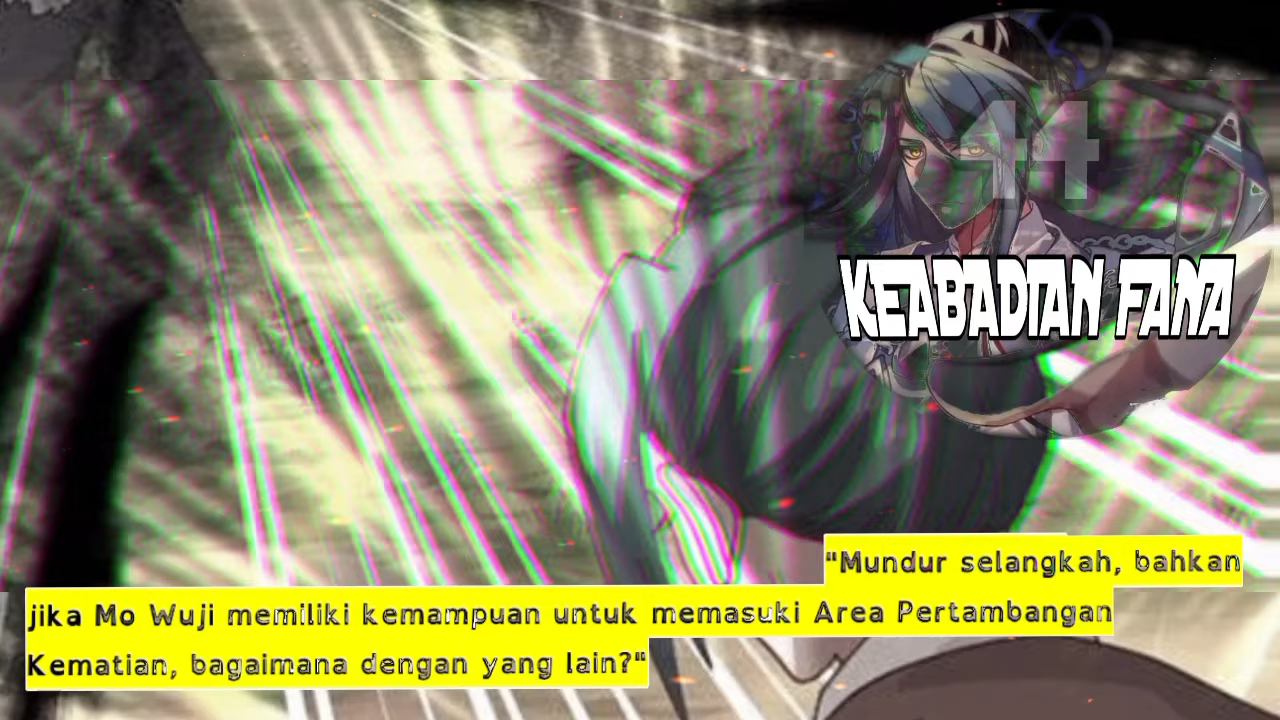 44
KEABADIAN FANA
"Mundur selangkah, bahkan
jika Mo Wuji memiliki kemampuan untuk memasuki Area Pertambangan
Kematian, bagaimana dengan yang lain?"